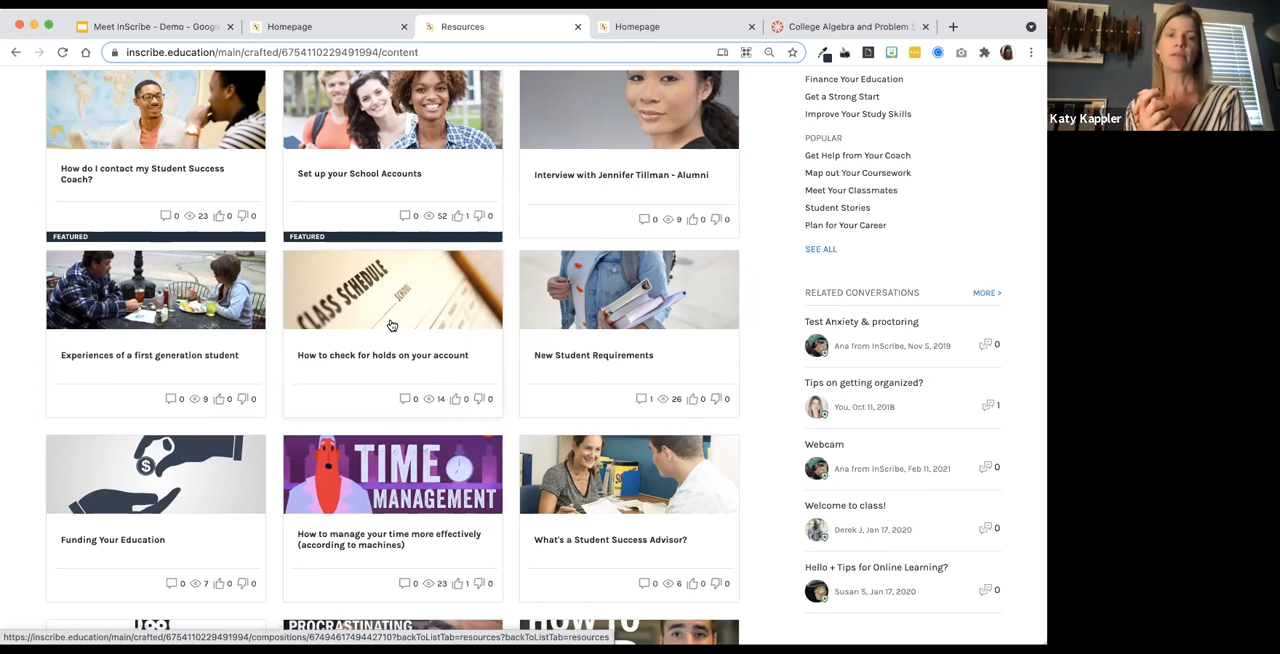 Meet InScribe - Demo - Googl
Homepage
Resources
Homepage
College Algebra and Problem S
inscribe.education/main/crafted/6754110229491994/content
Katy Kappler
How do I contact my Student Success
Coach?
0 23 0 0
FEATURED
Set up your School Accounts
0 52 1 0
FEATURED
Interview with Jennifer Tillman - Alumni
0 9 0 0
Experiences of a first generation student
0 9 0 0
CLASS SCHEDULE
SCHOOL
How to check for holds on your account
0 14 0 0
New Student Requirements
1 26 0 0
$
Funding Your Education
0 7 0 0
TIME
MANAGEMENT
How to manage your time more effectively
(according to machines)
0 23 1 0
What's a Student Success Advisor?
0 6 0 0
PROCRASTINATING
HOW TO
Finance Your Education
Get a Strong Start
Improve Your Study Skills
POPULAR
Get Help from Your Coach
Map out Your Coursework
Meet Your Classmates
Student Stories
Plan for Your Career
SEE ALL
RELATED CONVERSATIONS MORE >
Test Anxiety & proctoring
Ana from InScribe, Nov 5, 2019 0
Tips on getting organized?
You, Oct 11, 2018 1
Webcam
Ana from InScribe, Feb 11, 2021 0
Welcome to class!
Derek J, Jan 17, 2020 0
Hello + Tips for Online Learning?
Susan S, Jan 17, 2020 0
https://inscribe.education/main/crafted/6754110229491994/compositions/6749461749442710?backToListTab=resources?backToListTab=resources